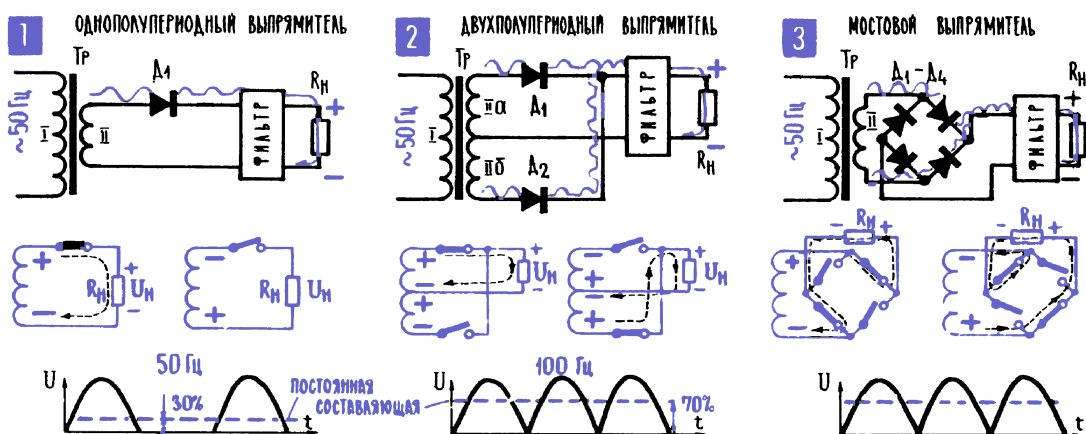 1 ОДНОПОЛУПЕРИОДНЫЙ ВЫПРЯМИТЕЛЬ
Тр
Д1
Rн
~50 Гц
I
II
ФИЛЬТР
+
−
+
−
Rн
Uн
+
−
−
+
Rн
Uн
50 Гц
U
30%
t
ПОСТОЯННАЯ
СОСТАВЛЯЮЩАЯ
2 ДВУХПОЛУПЕРИОДНЫЙ ВЫПРЯМИТЕЛЬ
Тр
~50 Гц
I
IIа
Д1
IIб
Д2
ФИЛЬТР
+
−
Rн
+
−
+
−
+
Uн
−
−
+
−
+
+
Uн
−
100 Гц
U
70%
t
3 МОСТОВОЙ ВЫПРЯМИТЕЛЬ
Тр
Д1-Д4
Rн
~50 Гц
I
II
ФИЛЬТР
+
−
− Rн +
+
−
Rн
− +
−
+
U
t